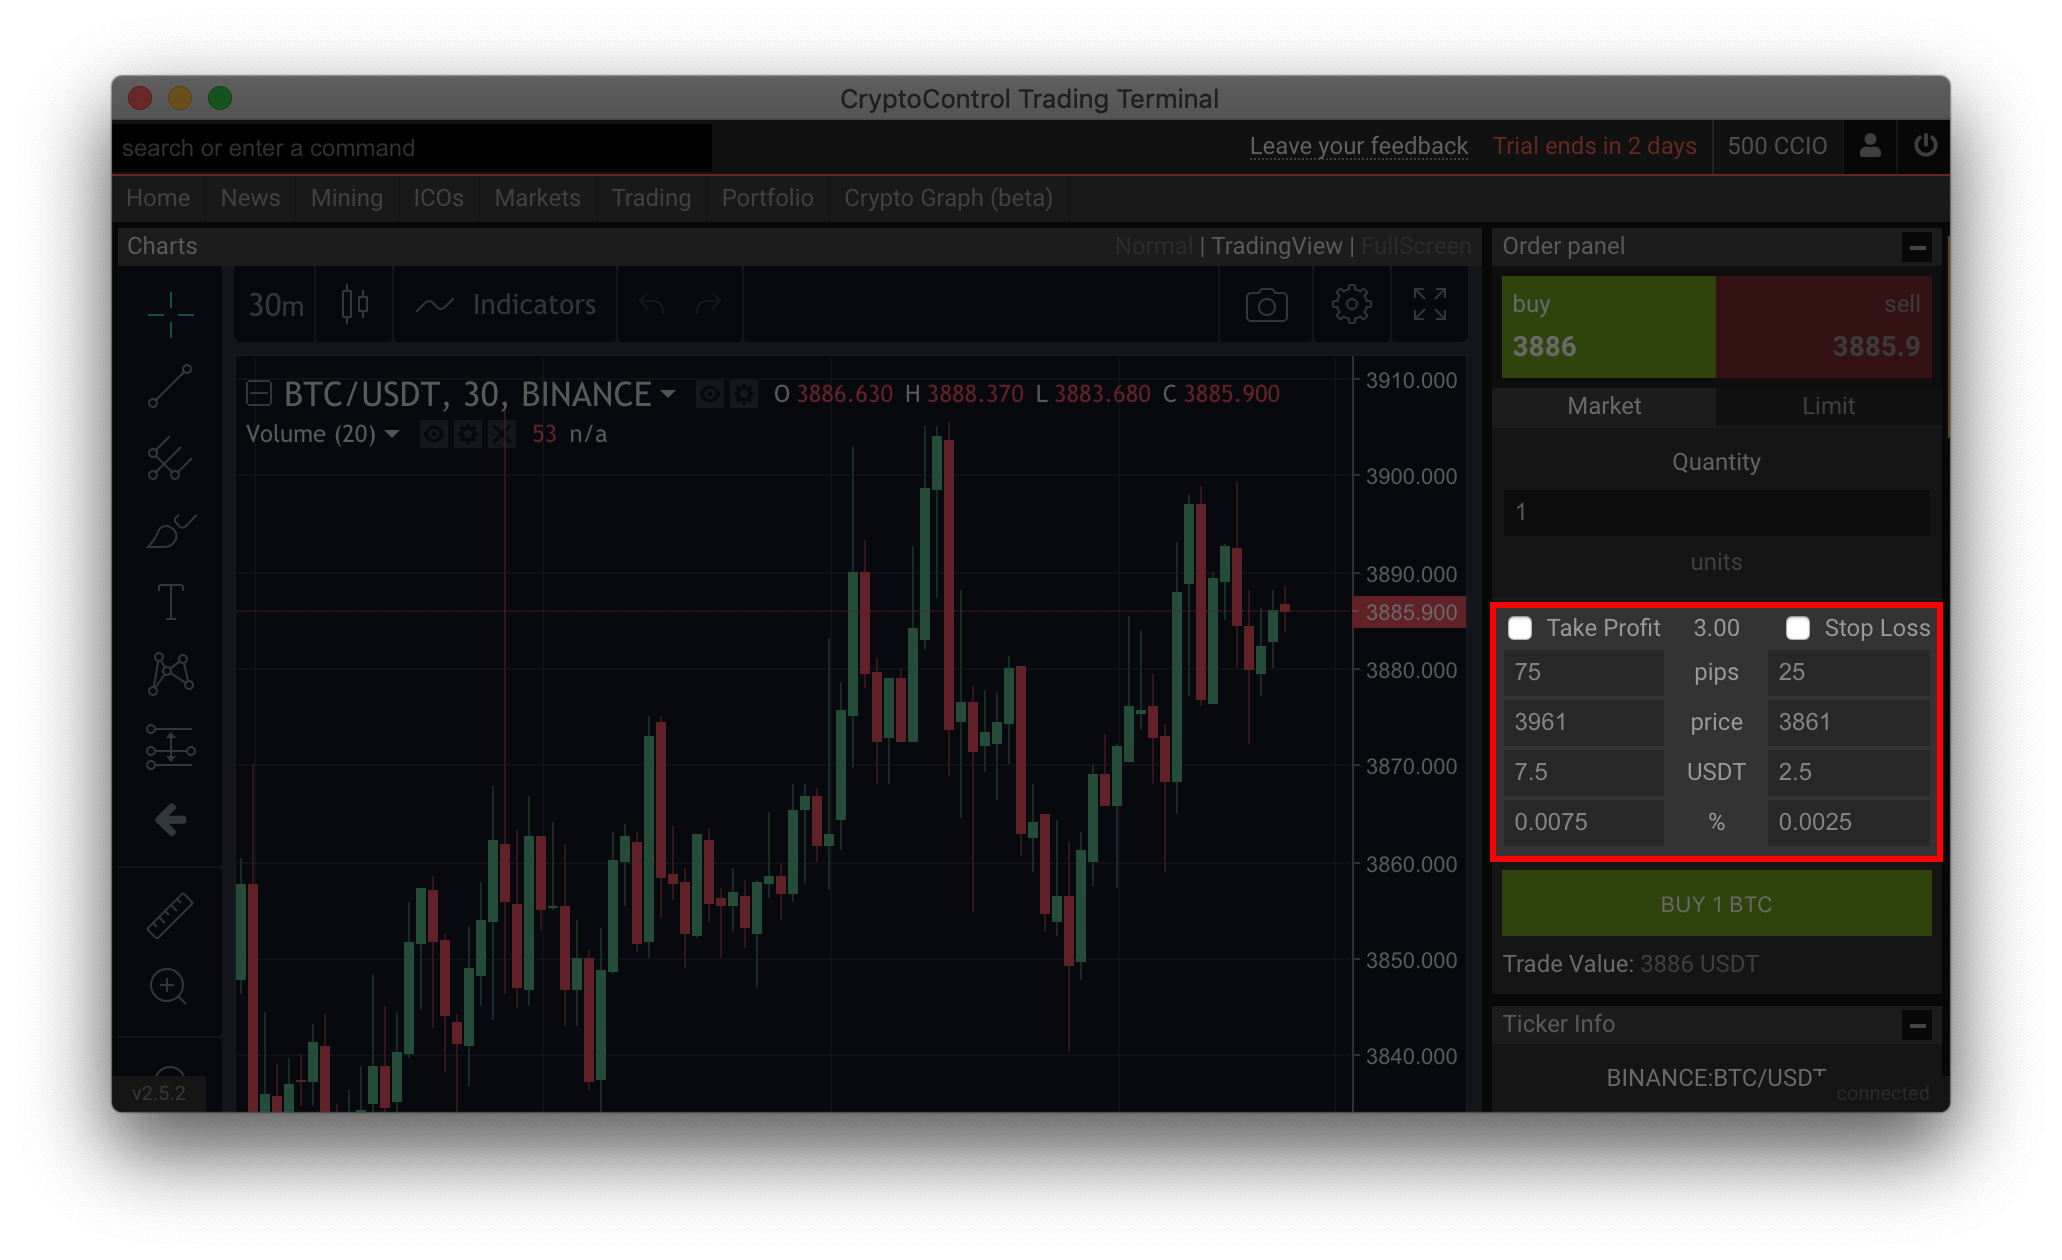 CryptoControl Trading Terminal
search or enter a command
Leave your feedback Trial ends in 2 days 500 CCIO
Home News Mining ICOs Markets Trading Portfolio Crypto Graph (beta)
Charts Normal | TradingView | FullScreen
30m Indicators
BTC/USDT, 30, BINANCE O 3886.630 H 3888.370 L 3883.680 C 3885.900
Volume (20) 53 n/a
3910.000
3900.000
3890.000
3885.900
3880.000
3870.000
3860.000
3850.000
3840.000
v2.5.2
Order panel
buy sell
3886 3885.9
Market Limit
Quantity
1
units
Take Profit 3.00 Stop Loss
75 pips 25
3961 price 3861
7.5 USDT 2.5
0.0075 % 0.0025
BUY 1 BTC
Trade Value: 3886 USDT
Ticker Info
BINANCE:BTC/USDT
connected